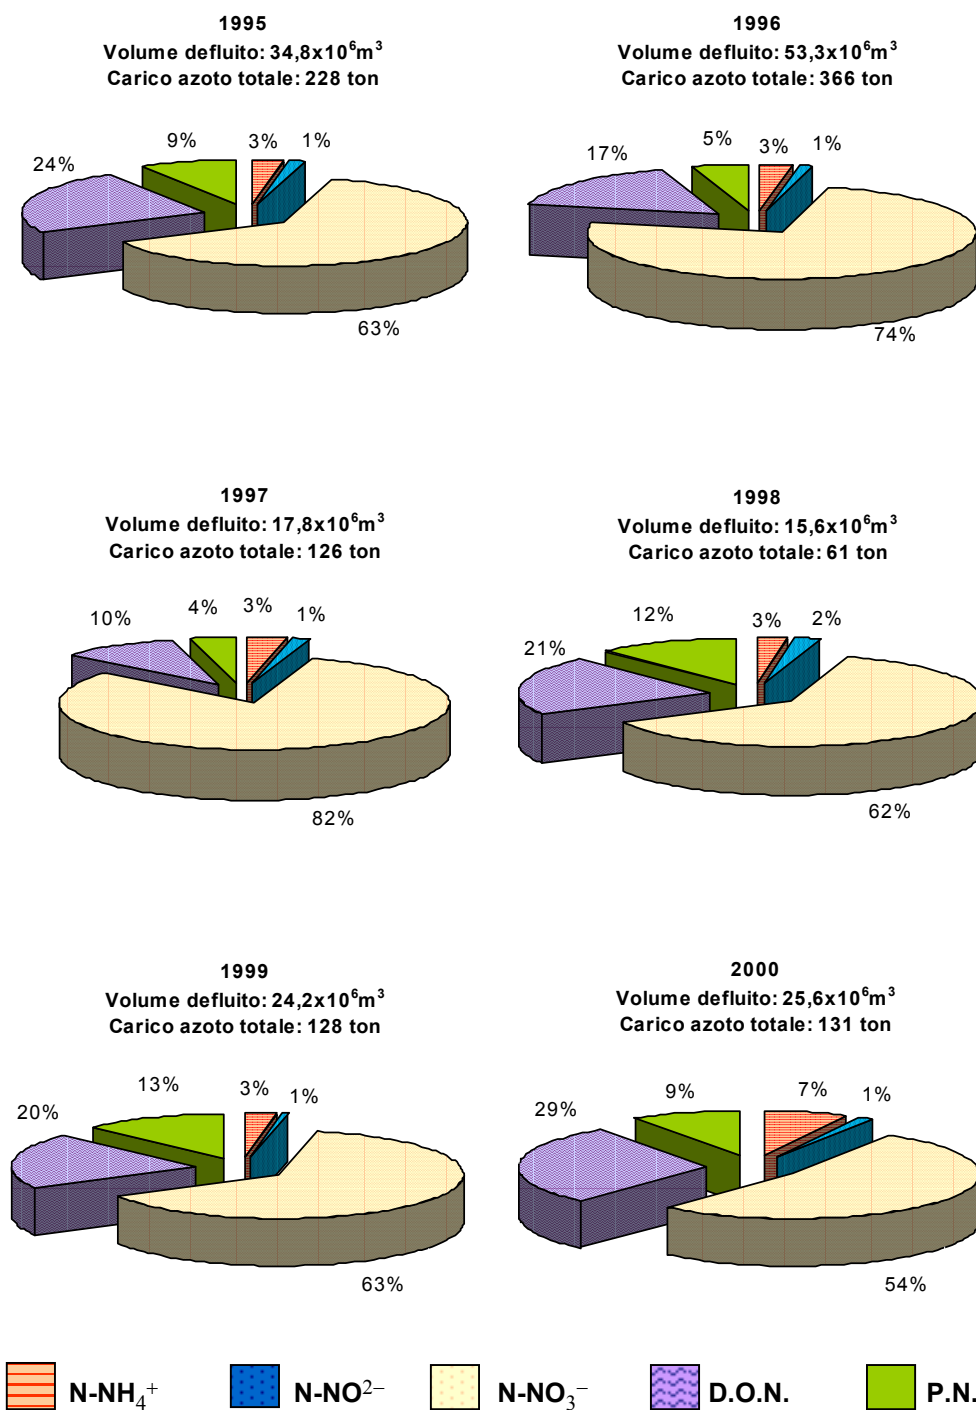 1995
Volume defluito: 34,8x10⁶m³
Carico azoto totale: 228 ton
24%
9%
3%
1%
63%
1996
Volume defluito: 53,3x10⁶m³
Carico azoto totale: 366 ton
17%
5%
3%
1%
74%
1997
Volume defluito: 17,8x10⁶m³
Carico azoto totale: 126 ton
10%
4%
3%
1%
82%
1998
Volume defluito: 15,6x10⁶m³
Carico azoto totale: 61 ton
21%
12%
3%
2%
62%
1999
Volume defluito: 24,2x10⁶m³
Carico azoto totale: 128 ton
20%
13%
3%
1%
63%
2000
Volume defluito: 25,6x10⁶m³
Carico azoto totale: 131 ton
29%
9%
7%
1%
54%
N-NH₄⁺
N-NO²⁻
N-NO₃⁻
D.O.N.
P.N.